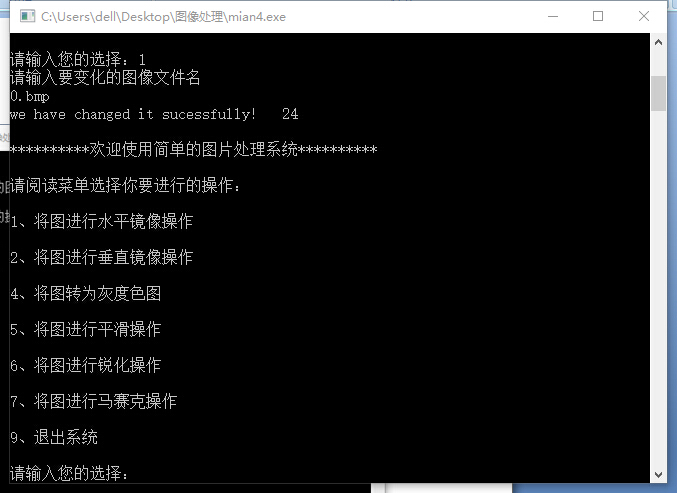 C:\Users\dell\Desktop\图像处理\mian4.exe
请输入您的选择：1
请输入要变化的图像文件名
0.bmp
we have changed it sucessfully!   24
**********欢迎使用简单的图片处理系统**********
请阅读菜单选择你要进行的操作：
1、将图进行水平镜像操作
2、将图进行垂直镜像操作
4、将图转为灰度色图
5、将图进行平滑操作
6、将图进行锐化操作
7、将图进行马赛克操作
9、退出系统
请输入您的选择：